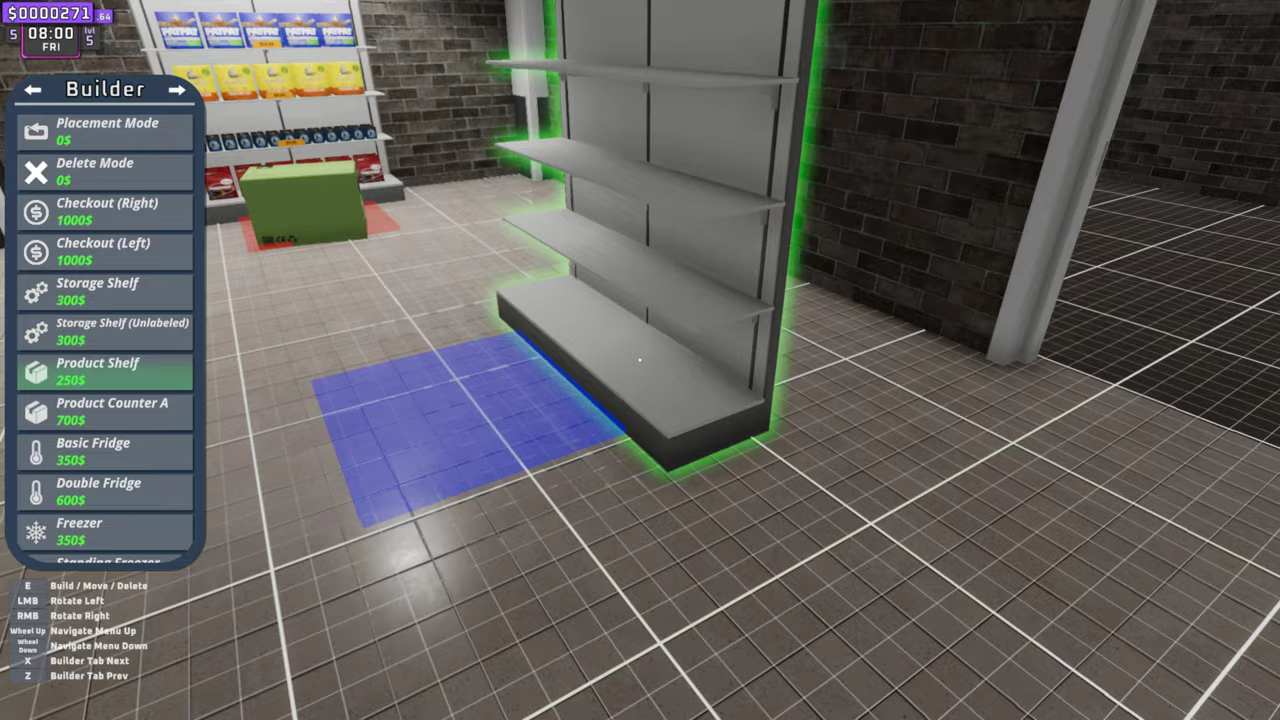 $0000271.64
5 08:00 lvl 5
FRI
Builder
Placement Mode
0$
Delete Mode
0$
Checkout (Right)
1000$
Checkout (Left)
1000$
Storage Shelf
300$
Storage Shelf (Unlabeled)
300$
Product Shelf
250$
Product Counter A
700$
Basic Fridge
350$
Double Fridge
600$
Freezer
350$
Standing Freezer
E Build / Move / Delete
LMB Rotate Left
RMB Rotate Right
Wheel Up Navigate Menu Up
Wheel Down Navigate Menu Down
X Builder Tab Next
Z Builder Tab Prev